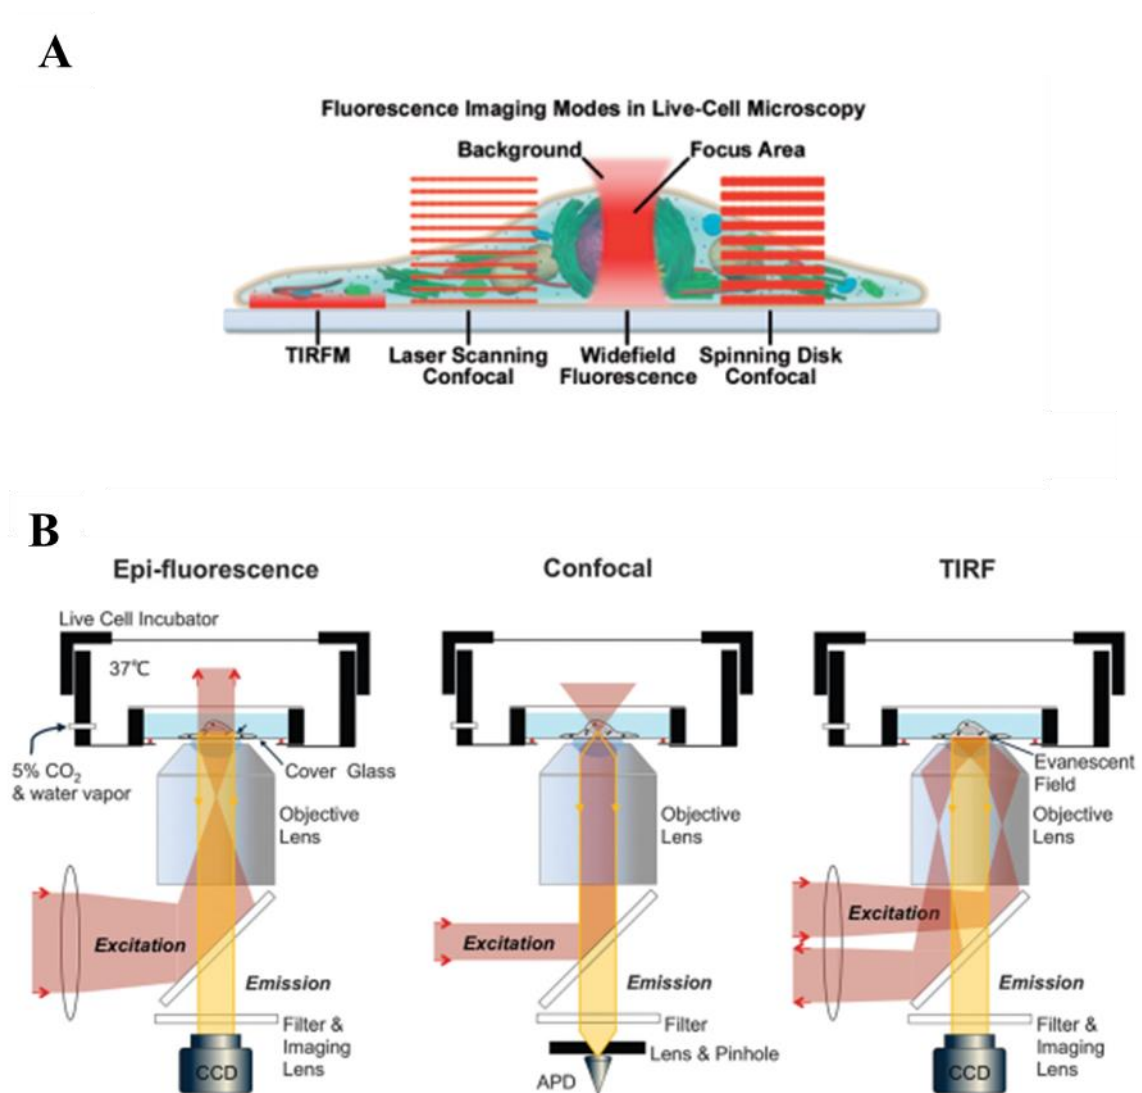 A
Fluorescence Imaging Modes in Live-Cell Microscopy
Background
Focus Area
TIRFM
Laser Scanning
Confocal
Widefield
Fluorescence
Spinning Disk
Confocal
B
Epi-fluorescence
Live Cell Incubator
37℃
5% CO₂
& water vapor
Cover Glass
Objective
Lens
Excitation
Emission
Filter &
Imaging
Lens
CCD
Confocal
Objective
Lens
Excitation
Emission
Filter
Lens & Pinhole
APD
TIRF
Evanescent
Field
Objective
Lens
Excitation
Emission
Filter &
Imaging
Lens
CCD